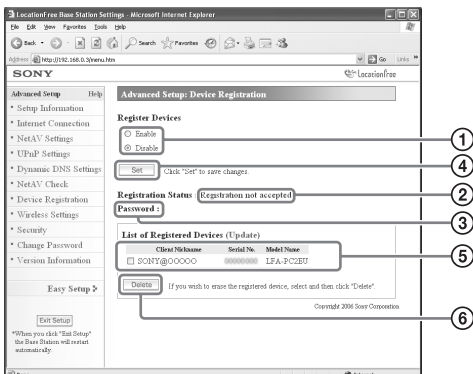 LocationFree Base Station Settings - Microsoft Internet Explorer
File Edit View Favorites Tools Help
Back Search Favorites
Address http://192.168.0.3/menu.htm Go Links
SONY LocationFree
Advanced Setup Help
Setup Information
Internet Connection
NetAV Settings
UPnP Settings
Dynamic DNS Settings
NetAV Check
Device Registration
Wireless Settings
Security
Change Password
Version Information
Easy Setup
Exit Setup
*When you click "Exit Setup"
the Base Station will restart
automatically.
Advanced Setup: Device Registration
Register Devices
Enable
Disable
1
Set Click "Set" to save changes.
4
Registration Status : Registration not accepted
2
Password :
3
List of Registered Devices (Update)
Client Nickname Serial No. Model Name
SONY@OOOOO LFA-PC2EU
5
Delete If you wish to erase the registered device, select and then click "Delete".
6
Copyright 2006 Sony Corporation